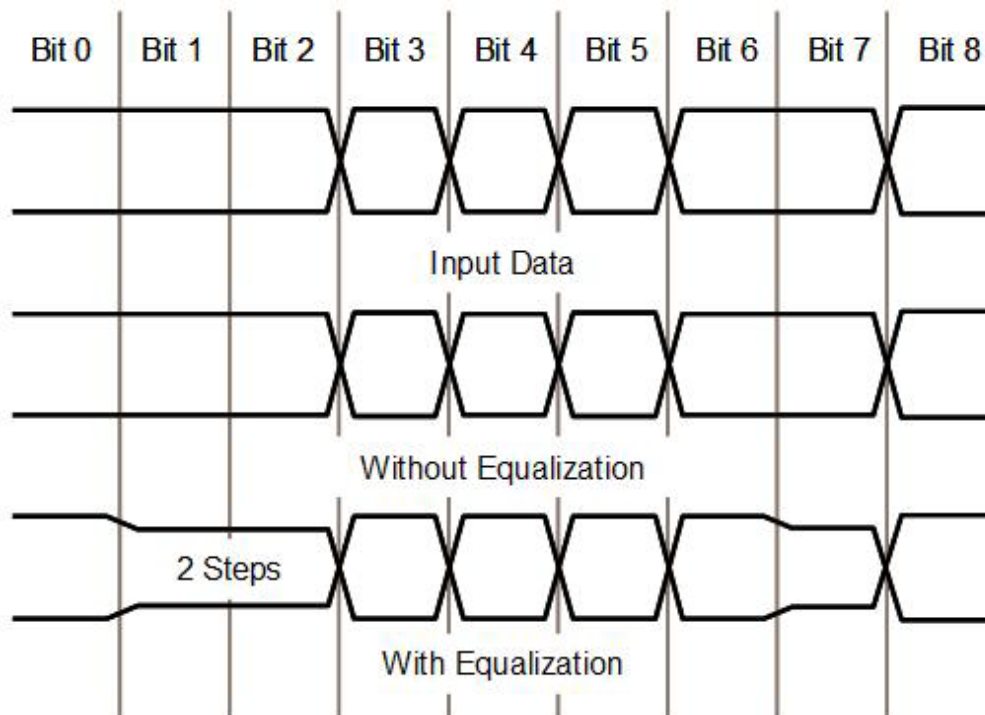 Bit 0 Bit 1 Bit 2 Bit 3 Bit 4 Bit 5 Bit 6 Bit 7 Bit 8
Input Data
Without Equalization
2 Steps
With Equalization